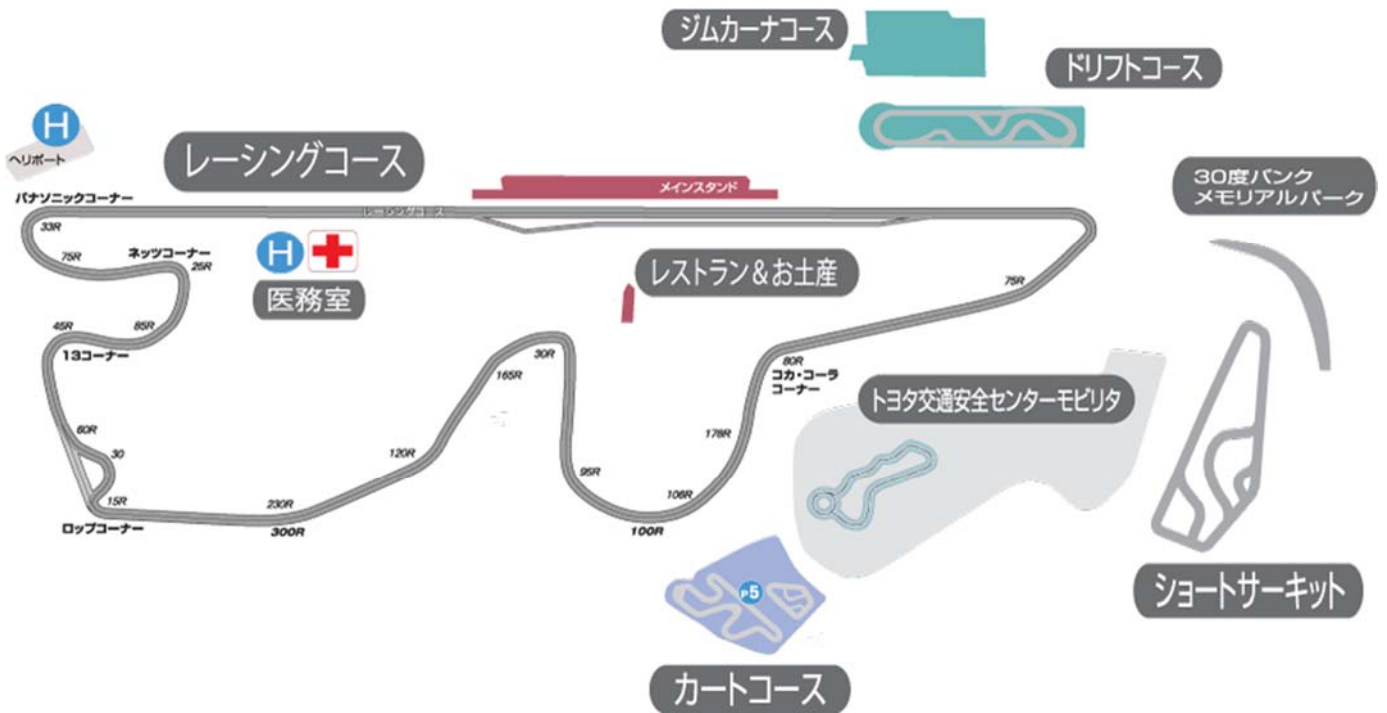 ジムカーナコース
ドリフトコース
H
ヘリポート
レーシングコース
メインスタンド
30度バンク
メモリアルパーク
パナソニックコーナー
レーシングコース
33R
75R
ネッツコーナー
25R
H
医務室
レストラン&お土産
75R
45R
85R
13コーナー
30R
165R
80R
コカ・コーラ
コーナー
トヨタ交通安全センターモビリタ
60R
30
120R
178R
95R
106R
15R
230R
ロップコーナー
300R
100R
P5
ショートサーキット
カートコース